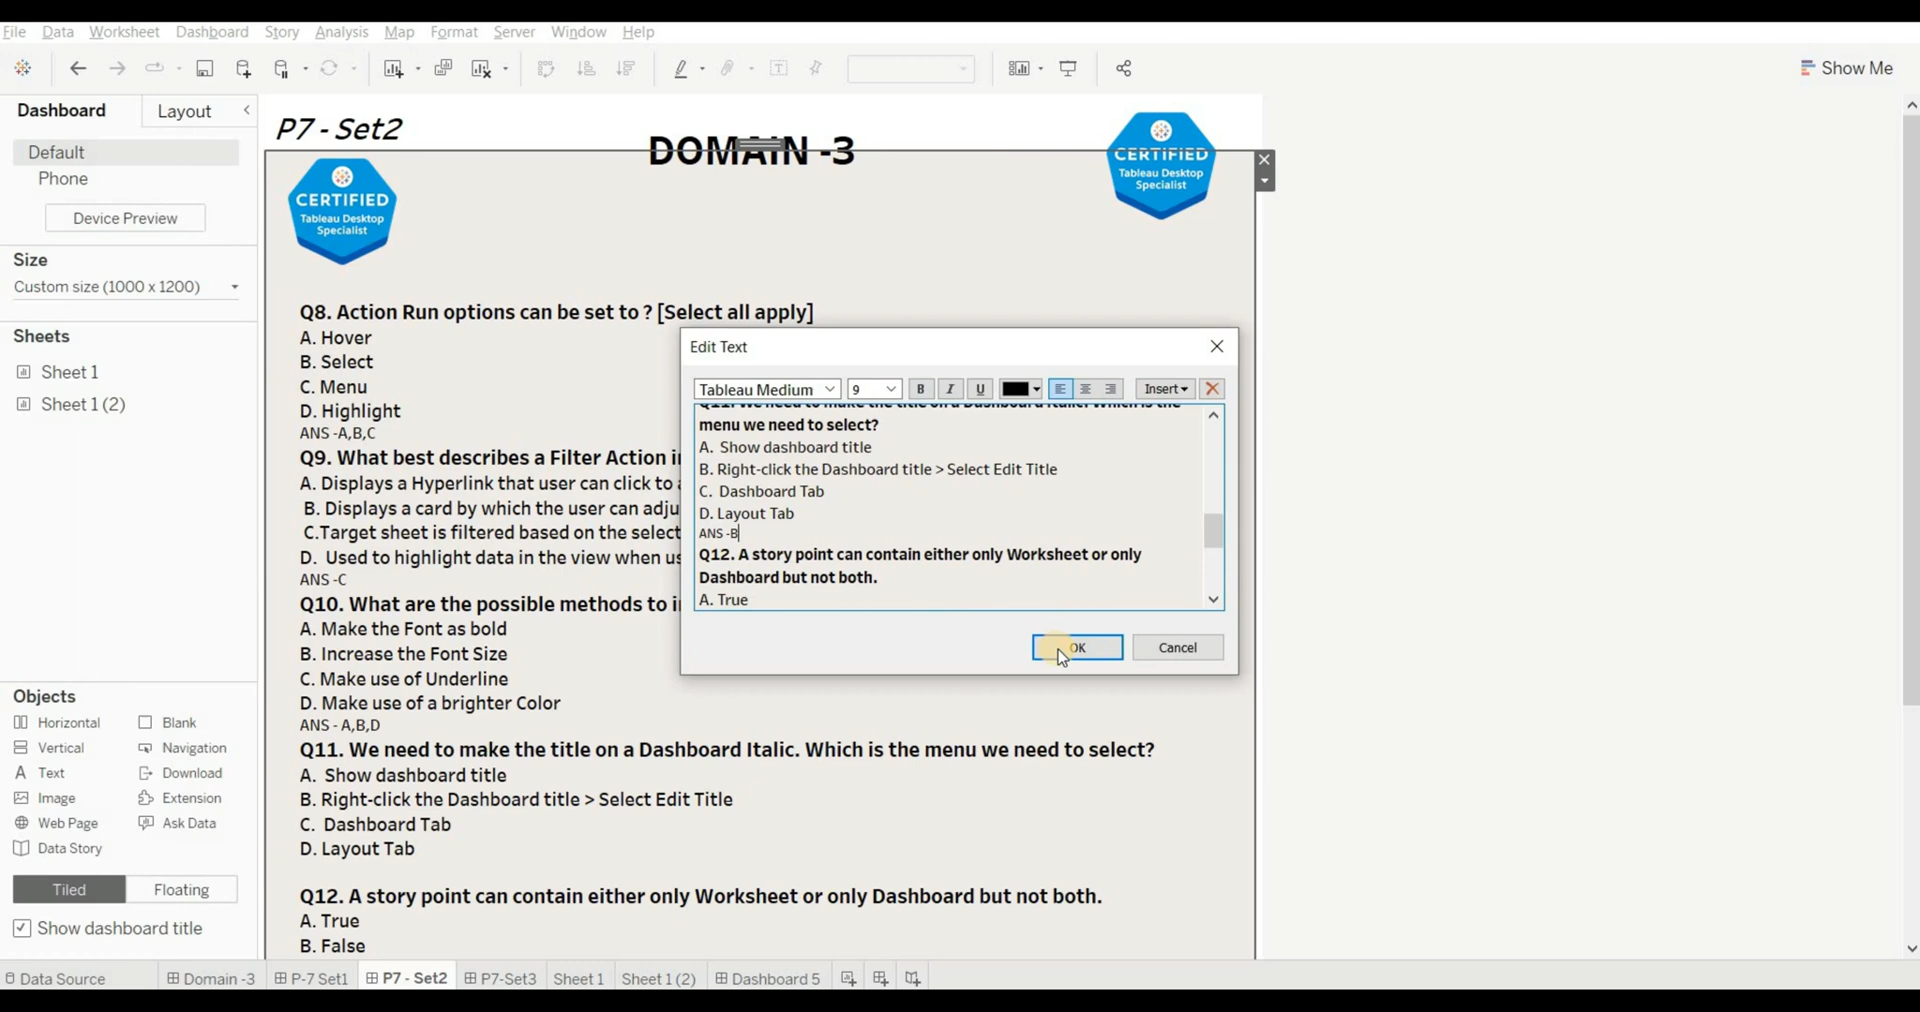 File Data Worksheet Dashboard Story Analysis Map Format Server Window Help
Show Me
Dashboard Layout
Default
Phone
Device Preview
Size
Custom size (1000 x 1200)
Sheets
Sheet 1
Sheet 1 (2)
Objects
Horizontal Blank
Vertical Navigation
Text Download
Image Extension
Web Page Ask Data
Data Story
Tiled Floating
Show dashboard title
P7 - Set2
DOMAIN -3
CERTIFIED
Tableau Desktop
Specialist
CERTIFIED
Tableau Desktop
Specialist
Q8. Action Run options can be set to ? [Select all apply]
A. Hover
B. Select
C. Menu
D. Highlight
ANS -A,B,C
Q9. What best describes a Filter Action i
A. Displays a Hyperlink that user can click to
B. Displays a card by which the user can adju
C.Target sheet is filtered based on the select
D. Used to highlight data in the view when us
ANS -C
Q10. What are the possible methods to i
A. Make the Font as bold
B. Increase the Font Size
C. Make use of Underline
D. Make use of a brighter Color
ANS - A,B,D
Q11. We need to make the title on a Dashboard Italic. Which is the menu we need to select?
A. Show dashboard title
B. Right-click the Dashboard title > Select Edit Title
C. Dashboard Tab
D. Layout Tab
Q12. A story point can contain either only Worksheet or only Dashboard but not both.
A. True
B. False
Edit Text
Tableau Medium 9 B I U Insert
Q11. We need to make the title on a Dashboard Italic. Which is the
menu we need to select?
A. Show dashboard title
B. Right-click the Dashboard title > Select Edit Title
C. Dashboard Tab
D. Layout Tab
ANS -B
Q12. A story point can contain either only Worksheet or only
Dashboard but not both.
A. True
OK Cancel
Data Source Domain -3 P-7 Set1 P7 - Set2 P7-Set3 Sheet 1 Sheet 1 (2) Dashboard 5